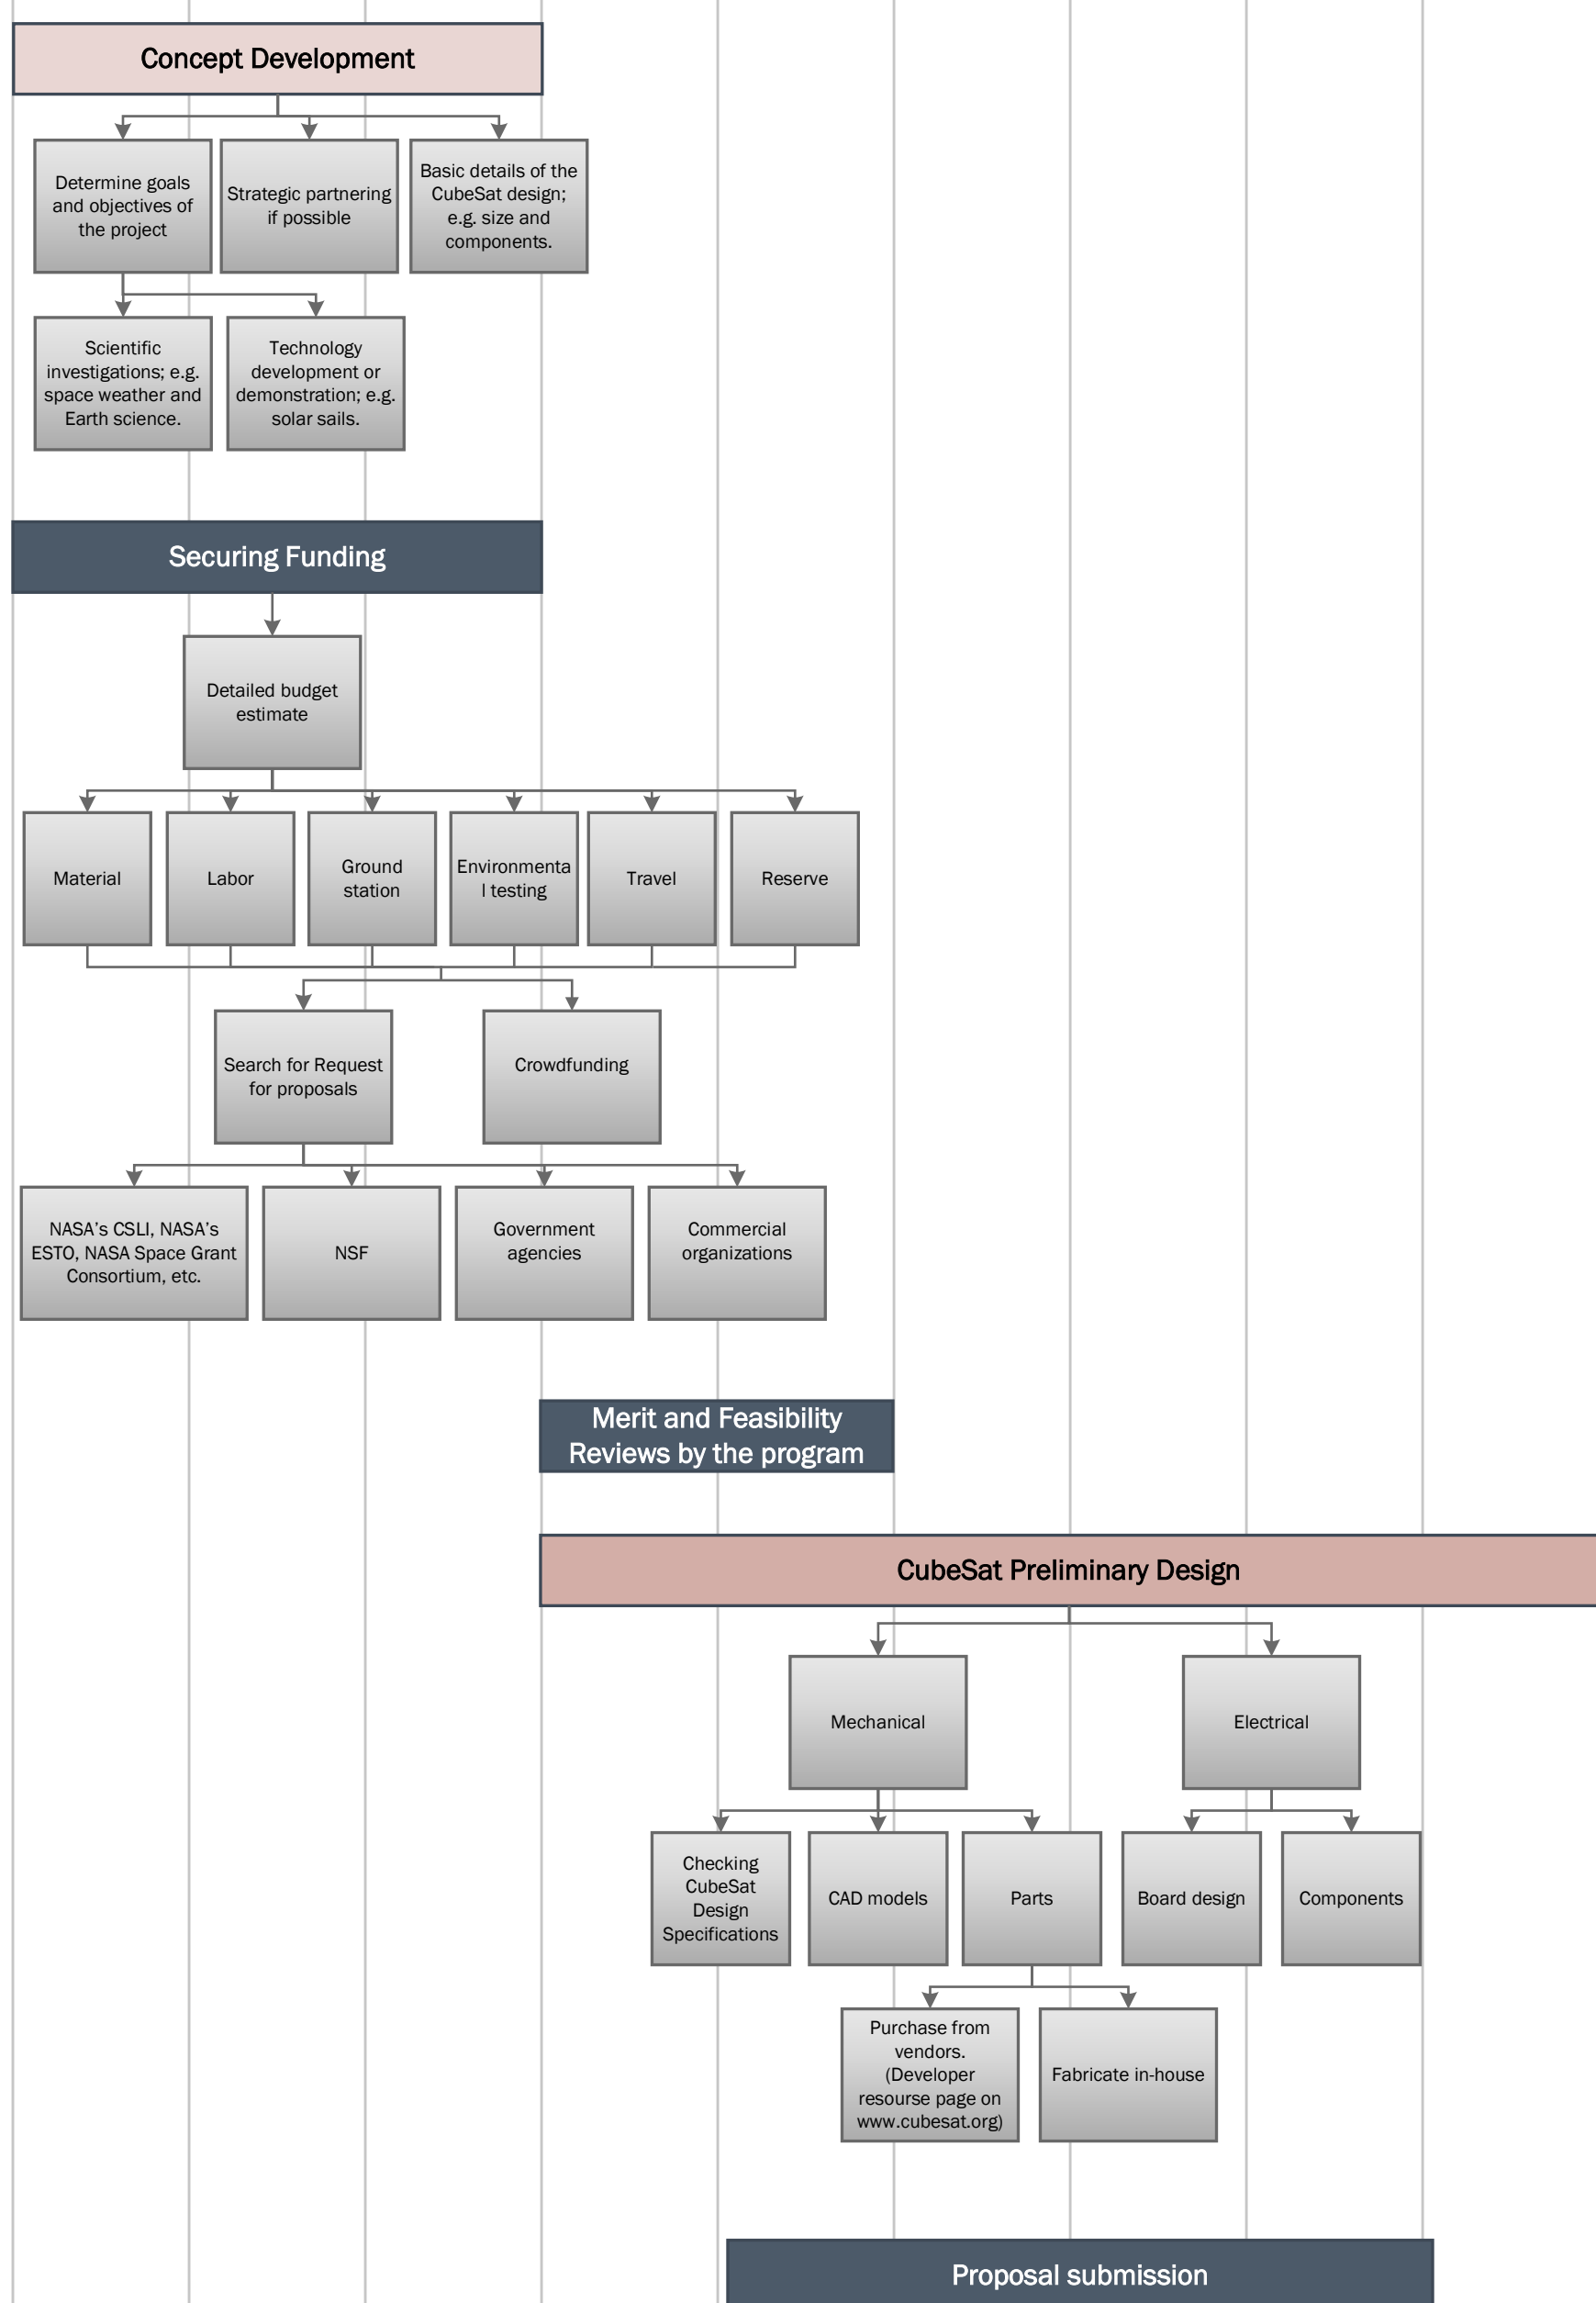 Concept Development
Determine goals
and objectives of
the project
Strategic partnering
if possible
Basic details of the
CubeSat design;
e.g. size and
components.
Scientific
investigations; e.g.
space weather and
Earth science.
Technology
development or
demonstration; e.g.
solar sails.
Securing Funding
Detailed budget
estimate
Material
Labor
Ground
station
Environmenta
l testing
Travel
Reserve
Search for Request
for proposals
Crowdfunding
NASA’s CSLI, NASA’s
ESTO, NASA Space Grant
Consortium, etc.
NSF
Government
agencies
Commercial
organizations
Merit and Feasibility
Reviews by the program
CubeSat Preliminary Design
Mechanical
Electrical
Checking
CubeSat
Design
Specifications
CAD models
Parts
Board design
Components
Purchase from
vendors.
(Developer
resourse page on
www.cubesat.org)
Fabricate in-house
Proposal submission